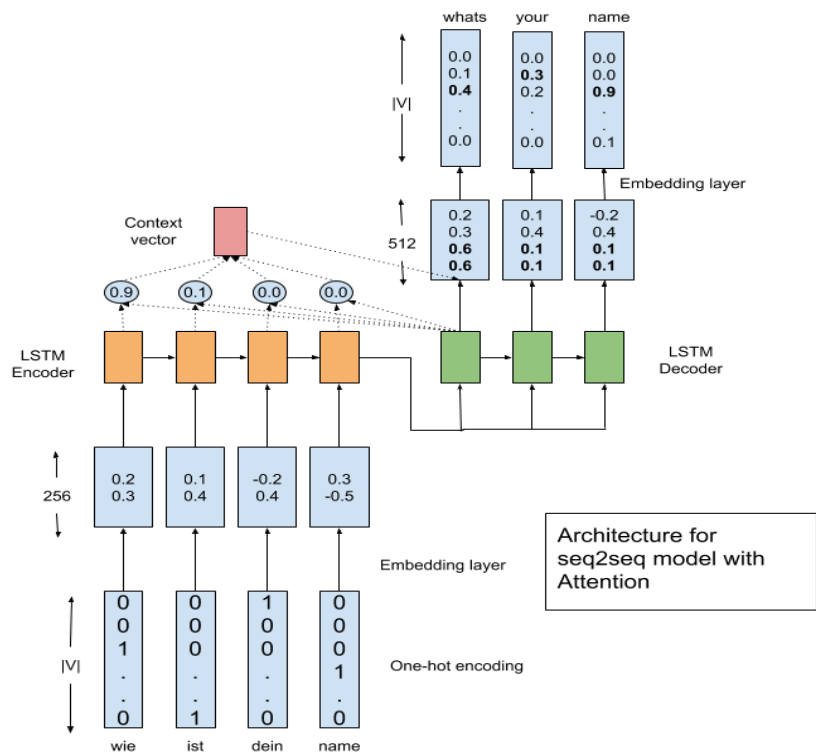 whats your name
0.0 0.0 0.0
0.1 0.3 0.0
0.4 0.2 0.9
. . .
. . .
0.0 0.0 0.1
|V|
Embedding layer
Context
vector
512
0.2 0.1 -0.2
0.3 0.4 0.4
0.6 0.1 0.1
0.6 0.1 0.1
0.9 0.1 0.0 0.0
LSTM
Encoder
LSTM
Decoder
256
0.2 0.1 -0.2 0.3
0.3 0.4 0.4 -0.5
Architecture for
seq2seq model with
Attention
Embedding layer
|V|
0 0 1 0
0 0 0 0
1 0 0 0
. . . 1
. . . .
0 1 0 0
One-hot encoding
wie ist dein name